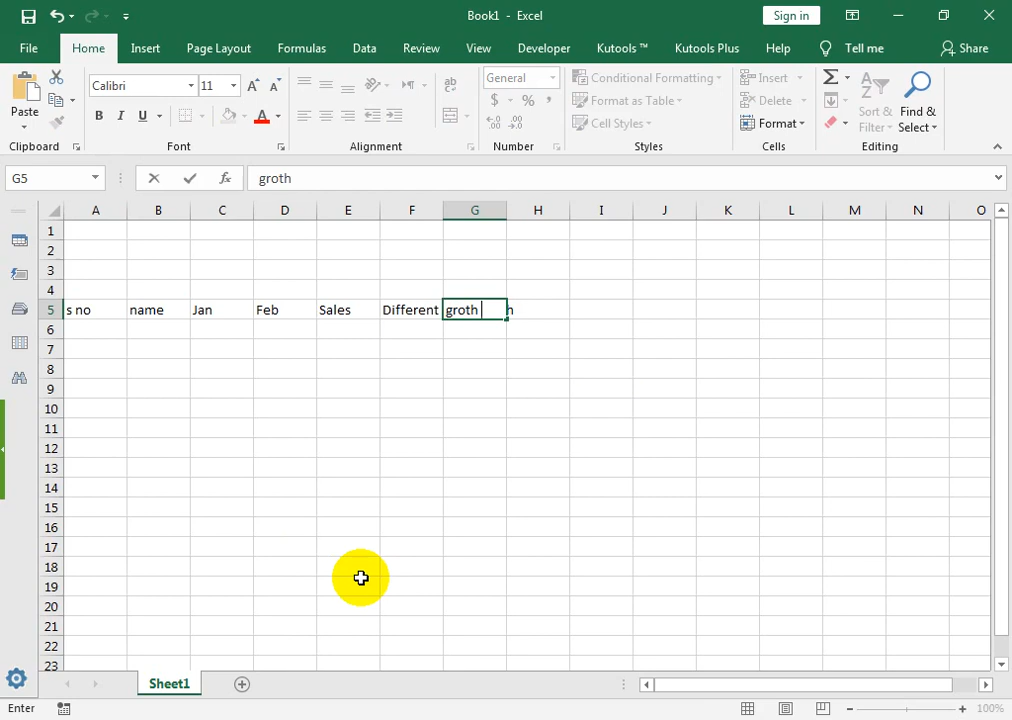 Book1 - Excel
Sign in
File Home Insert Page Layout Formulas Data Review View Developer Kutools ™ Kutools Plus Help Tell me Share
Calibri 11 A A General Conditional Formatting Insert Σ
Paste B I U A $ % , Format as Table Delete Sort & Filter Find & Select
Cell Styles Format
Clipboard Font Alignment Number Styles Cells Editing
G5 fx groth
A B C D E F G H I J K L M N O
1
2
3
4
5 s no name Jan Feb Sales Different groth h
6
7
8
9
10
11
12
13
14
15
16
17
18
19
20
21
22
23
Sheet1
Enter 100%